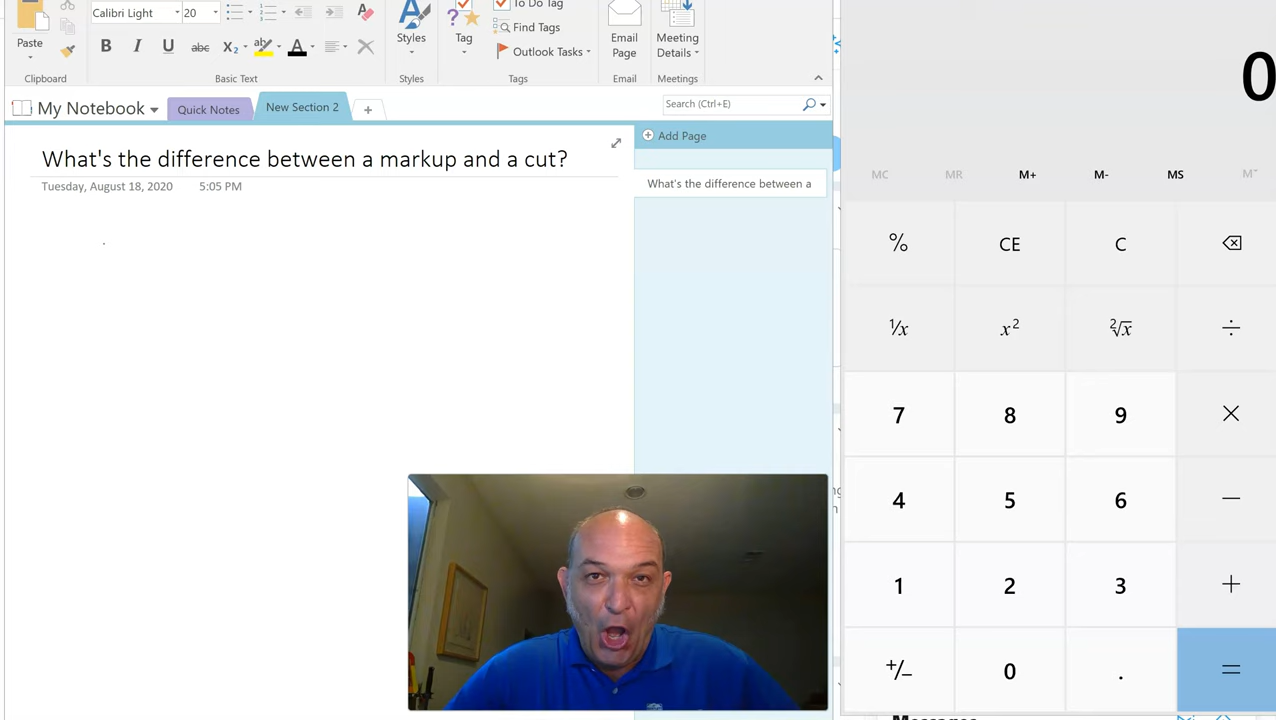 Calibri Light
20
To Do Tag
Find Tags
Outlook Tasks
Paste
B I U abc X₂ ab A
Styles
Tag
Email
Page
Meeting
Details
Clipboard
Basic Text
Styles
Tags
Email
Meetings
My Notebook
Quick Notes
New Section 2
Search (Ctrl+E)
What's the difference between a markup and a cut?
Tuesday, August 18, 2020 5:05 PM
Add Page
What's the difference between a
0
MC MR M+ M- MS
% CE C
¹/x x² ²√x ÷
7 8 9 ×
4 5 6 −
1 2 3 +
+/− 0 . =